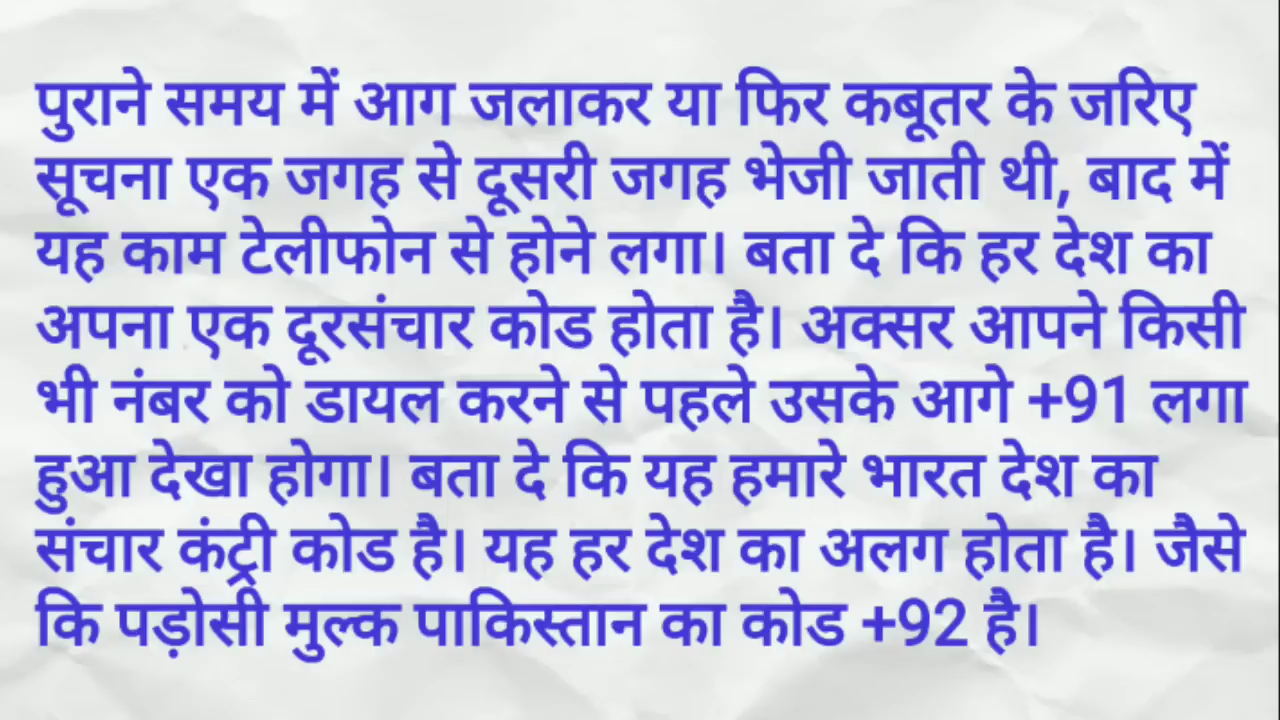 पुराने समय में आग जलाकर या फिर कबूतर के जरिए
सूचना एक जगह से दूसरी जगह भेजी जाती थी, बाद में
यह काम टेलीफोन से होने लगा। बता दे कि हर देश का
अपना एक दूरसंचार कोड होता है। अक्सर आपने किसी
भी नंबर को डायल करने से पहले उसके आगे +91 लगा
हुआ देखा होगा। बता दे कि यह हमारे भारत देश का
संचार कंट्री कोड है। यह हर देश का अलग होता है। जैसे
कि पड़ोसी मुल्क पाकिस्तान का कोड +92 है।